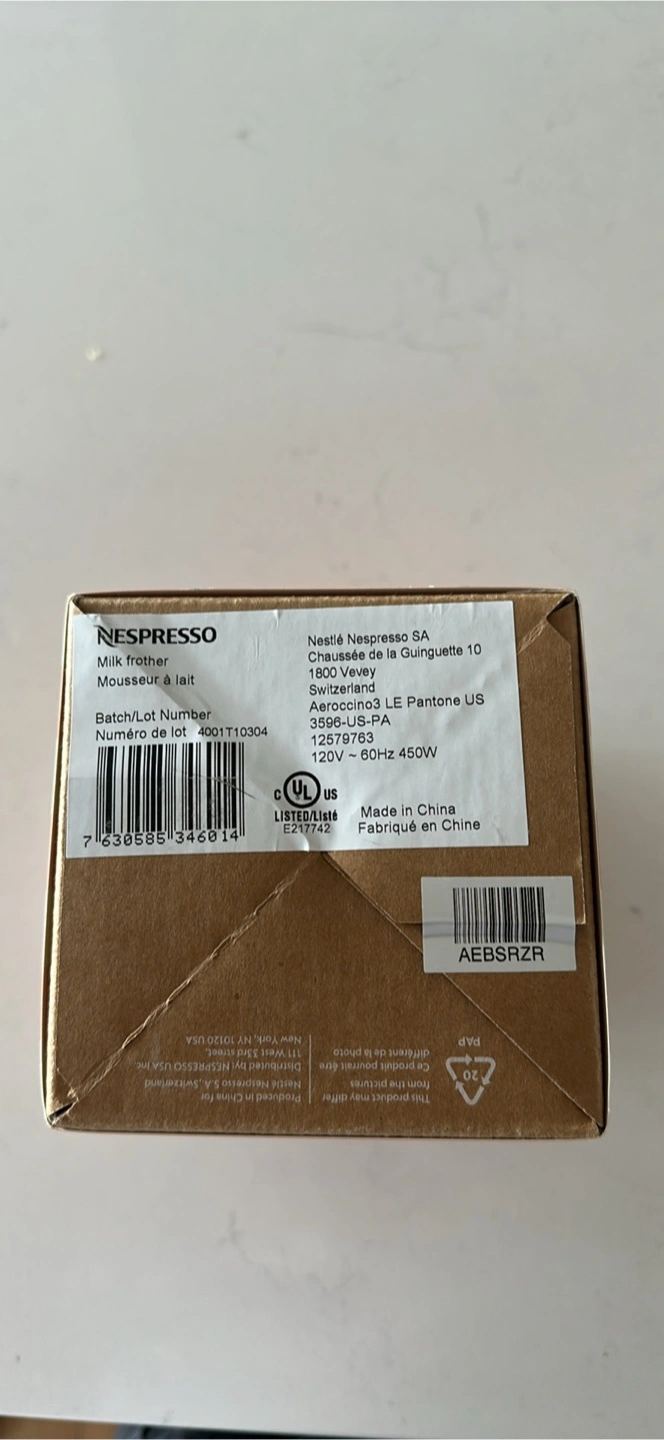 NESPRESSO
Milk frother
Mousseur à lait
Batch/Lot Number
Numéro de lot 4001T10304
7 630585 346014
Nestlé Nespresso SA
Chaussée de la Guinguette 10
1800 Vevey
Switzerland
Aeroccino3 LE Pantone US
3596-US-PA
12579763
120V ~ 60Hz 450W
C UL US
LISTED/Listé
E217742
Made in China
Fabriqué en Chine
AEBSRZR
This product may differ
from the pictures
Ce produit pourrait être
différent de la photo
Produced in China for
Nestlé Nespresso S.A. Switzerland
Distributed by: NESPRESSO USA Inc.
111 West 33rd street,
New York, NY 10120 USA
20
PAP